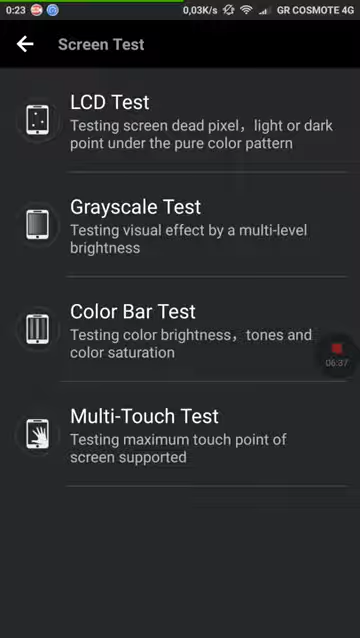 0:23 0,03K/s GR COSMOTE 4G
Screen Test
LCD Test
Testing screen dead pixel，light or dark
point under the pure color pattern
Grayscale Test
Testing visual effect by a multi-level
brightness
Color Bar Test
Testing color brightness，tones and
color saturation
06:37
Multi-Touch Test
Testing maximum touch point of
screen supported